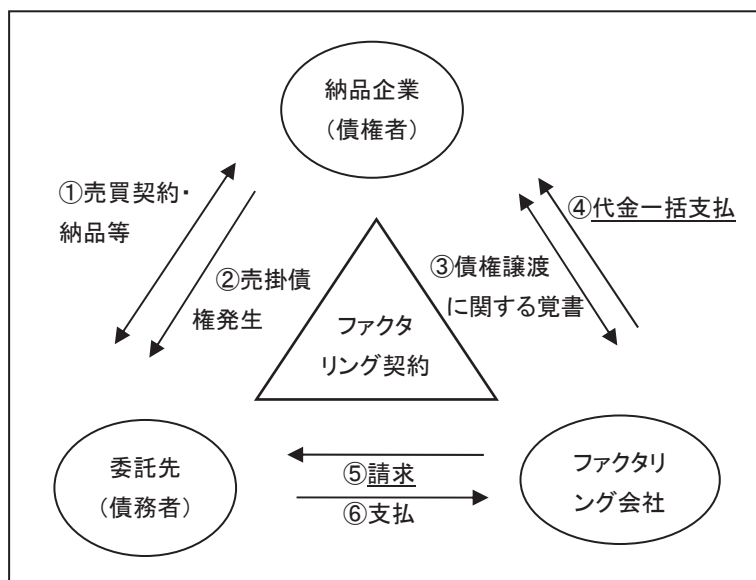 納品企業
(債権者)
①売買契約・
納品等
④代金一括支払
②売掛債
権発生
③債権譲渡
に関する覚書
ファクタ
リング契約
委託先
(債務者)
⑤請求
⑥支払
ファクタリ
ング会社